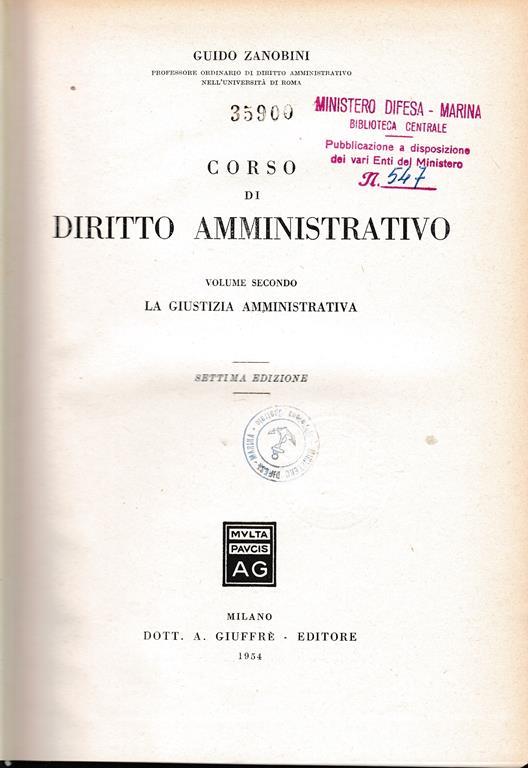 GUIDO ZANOBINI
PROFESSORE ORDINARIO DI DIRITTO AMMINISTRATIVO
NELL'UNIVERSITÀ DI ROMA
35900
MINISTERO DIFESA - MARINA
BIBLIOTECA CENTRALE
Pubblicazione a disposizione
dei vari Enti del Ministero
N. 547
CORSO
DI
DIRITTO AMMINISTRATIVO
VOLUME SECONDO
LA GIUSTIZIA AMMINISTRATIVA
SETTIMA EDIZIONE
MVLTA
PAVCIS
AG
MILANO
DOTT. A. GIUFFRÈ - EDITORE
1954